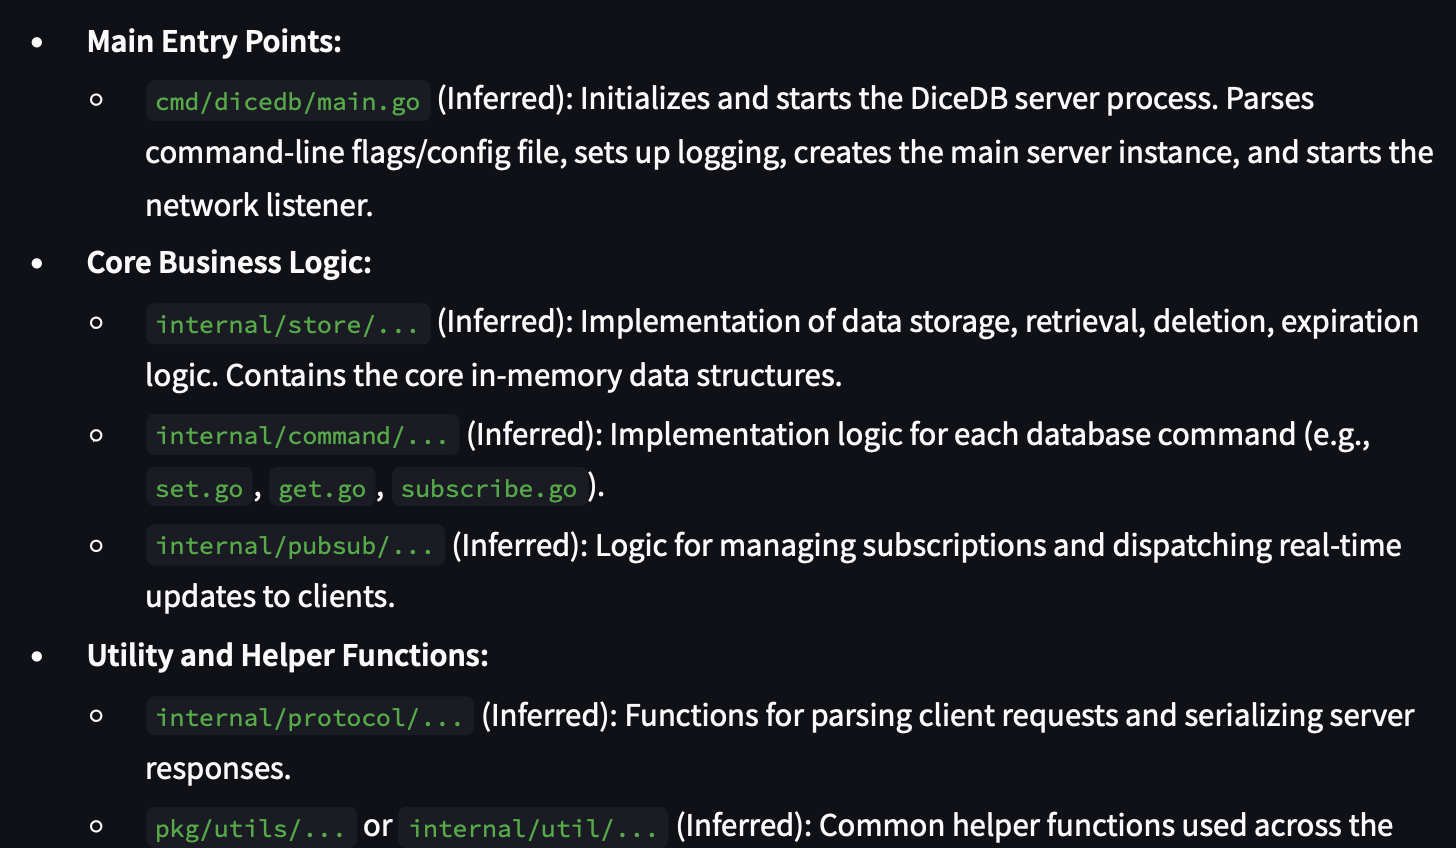 Main Entry Points:
cmd/dicedb/main.go (Inferred): Initializes and starts the DiceDB server process. Parses
command-line flags/config file, sets up logging, creates the main server instance, and starts the
network listener.
Core Business Logic:
internal/store/... (Inferred): Implementation of data storage, retrieval, deletion, expiration
logic. Contains the core in-memory data structures.
internal/command/... (Inferred): Implementation logic for each database command (e.g.,
set.go, get.go, subscribe.go).
internal/pubsub/... (Inferred): Logic for managing subscriptions and dispatching real-time
updates to clients.
Utility and Helper Functions:
internal/protocol/... (Inferred): Functions for parsing client requests and serializing server
responses.
pkg/utils/... or internal/util/... (Inferred): Common helper functions used across the